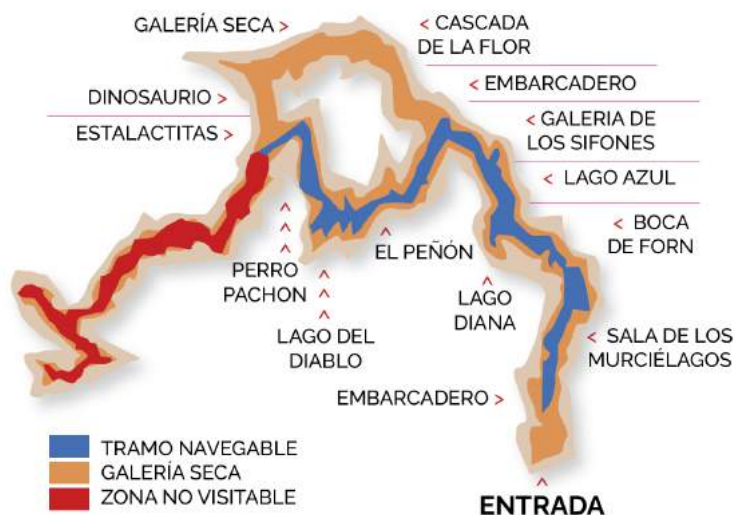 GALERÍA SECA >
< CASCADA
DE LA FLOR
< EMBARCADERO
DINOSAURIO >
ESTALACTITAS >
< GALERIA DE
LOS SIFONES
< LAGO AZUL
< BOCA
DE FORN
^
^
^
PERRO
PACHON
^
EL PEÑÓN
^
^
^
LAGO DEL
DIABLO
^
LAGO
DIANA
< SALA DE LOS
MURCIÉLAGOS
EMBARCADERO >
TRAMO NAVEGABLE
GALERÍA SECA
ZONA NO VISITABLE
^
ENTRADA